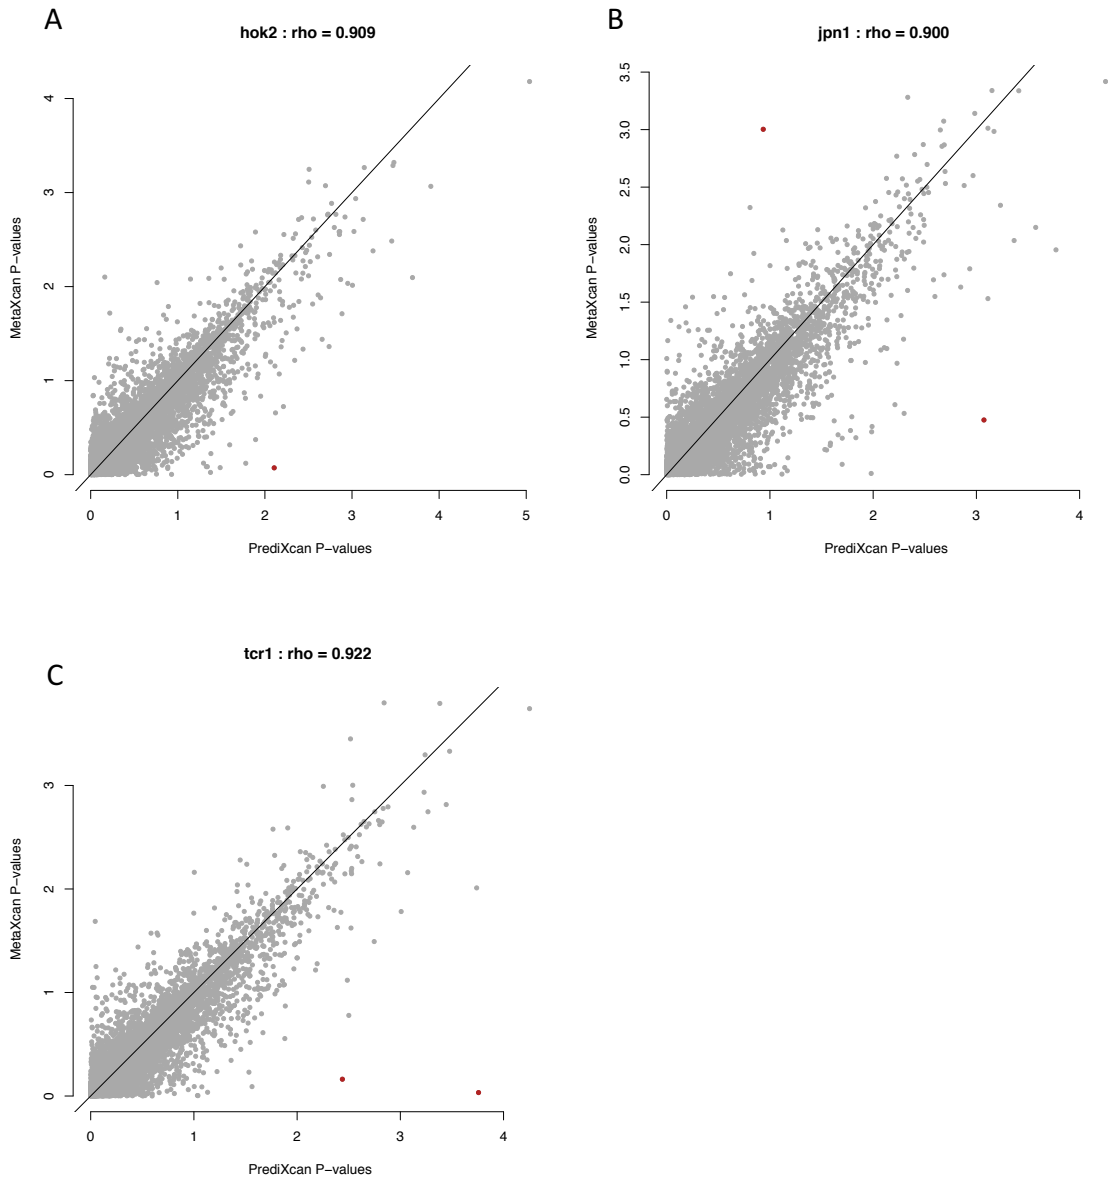 A
hok2 : rho = 0.909
MetaXcan P−values
4
3
2
1
0
0 1 2 3 4 5
PrediXcan P−values
B
jpn1 : rho = 0.900
MetaXcan P−values
3.5
3.0
2.5
2.0
1.5
1.0
0.5
0.0
0 1 2 3 4
PrediXcan P−values
C
tcr1 : rho = 0.922
MetaXcan P−values
3
2
1
0
0 1 2 3 4
PrediXcan P−values